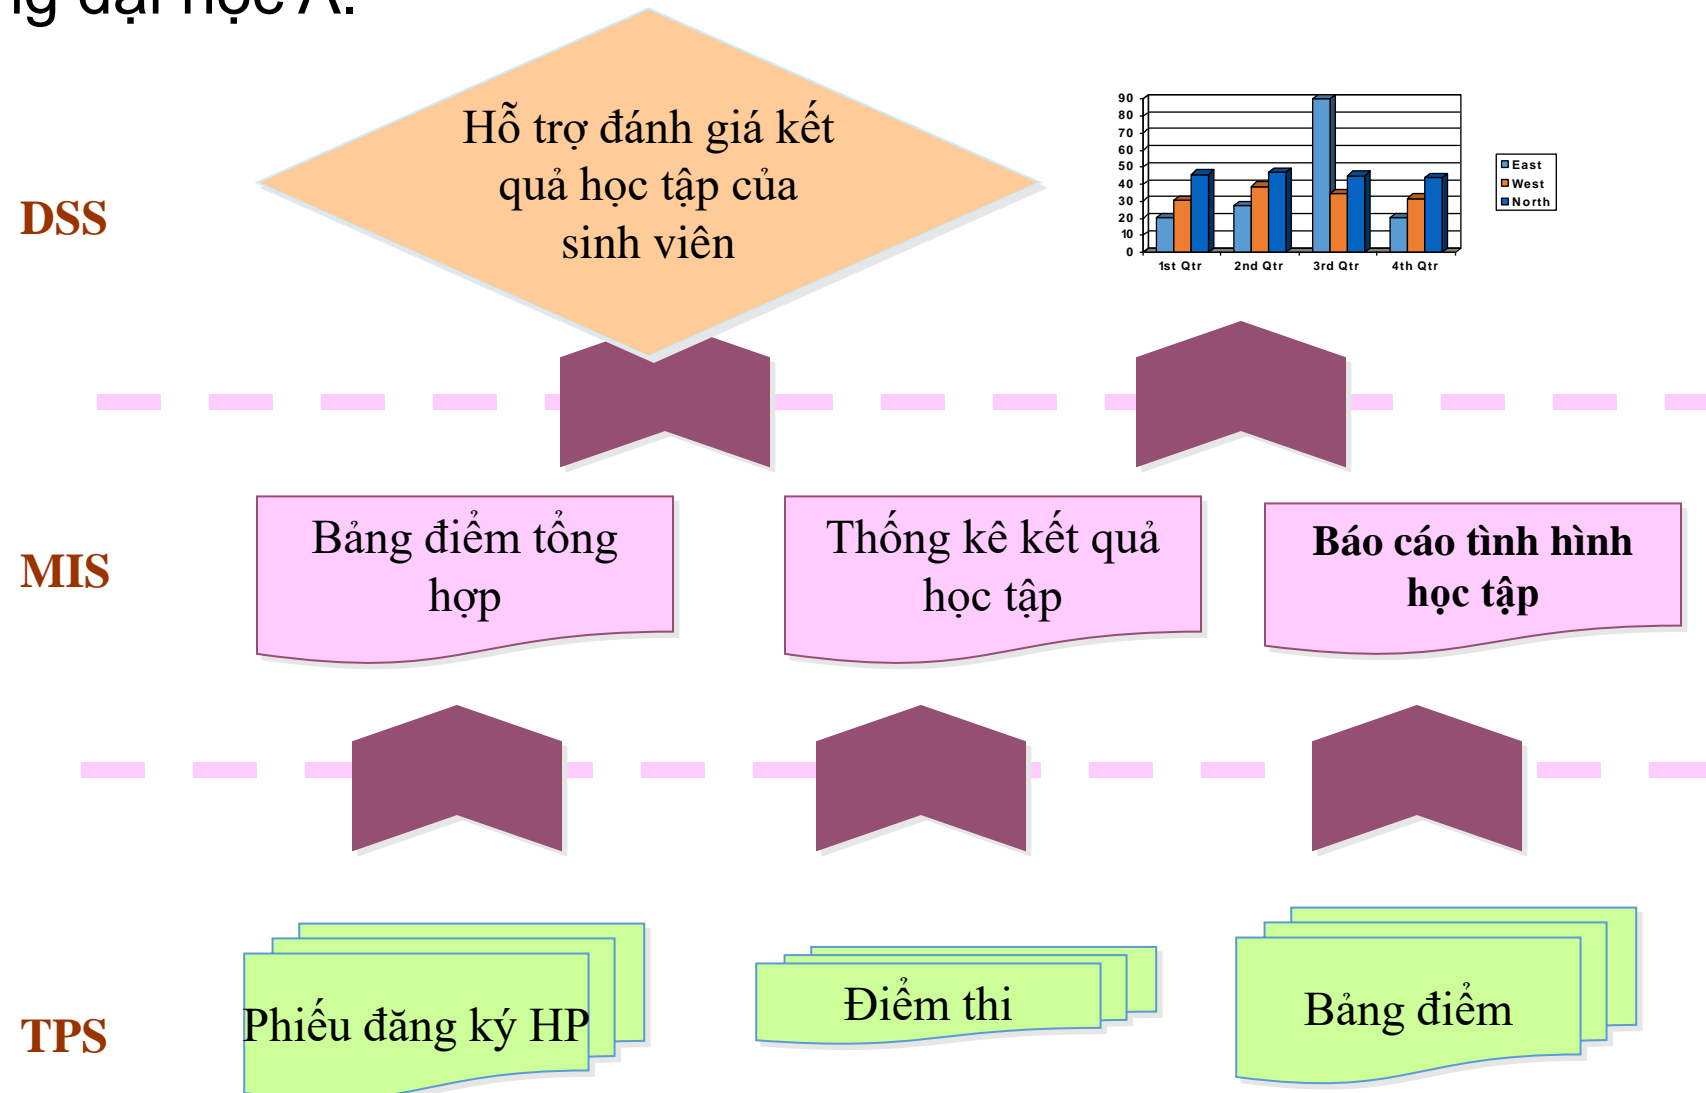 ng đại học A.
Hỗ trợ đánh giá kết
quả học tập của
sinh viên
DSS
90
80
70
60
50
40
30
20
10
0
1st Qtr 2nd Qtr 3rd Qtr 4th Qtr
East
West
North
MIS
Bảng điểm tổng
hợp
Thống kê kết quả
học tập
Báo cáo tình hình
học tập
TPS
Phiếu đăng ký HP
Điểm thi
Bảng điểm